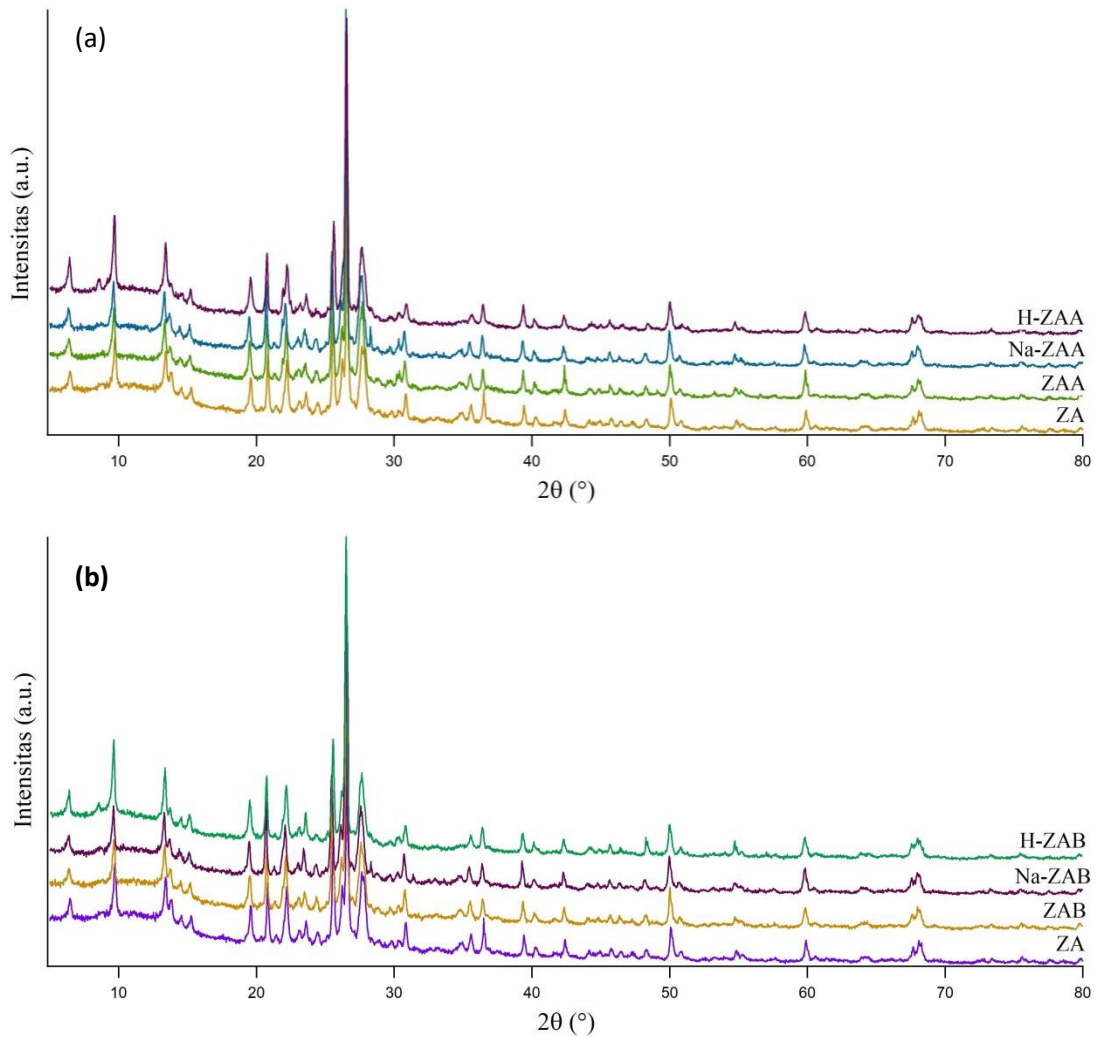 (a)
Intensitas (a.u.)
H-ZAA
Na-ZAA
ZAA
ZA
10 20 30 40 50 60 70 80
2θ (°)
(b)
Intensitas (a.u.)
H-ZAB
Na-ZAB
ZAB
ZA
10 20 30 40 50 60 70 80
2θ (°)